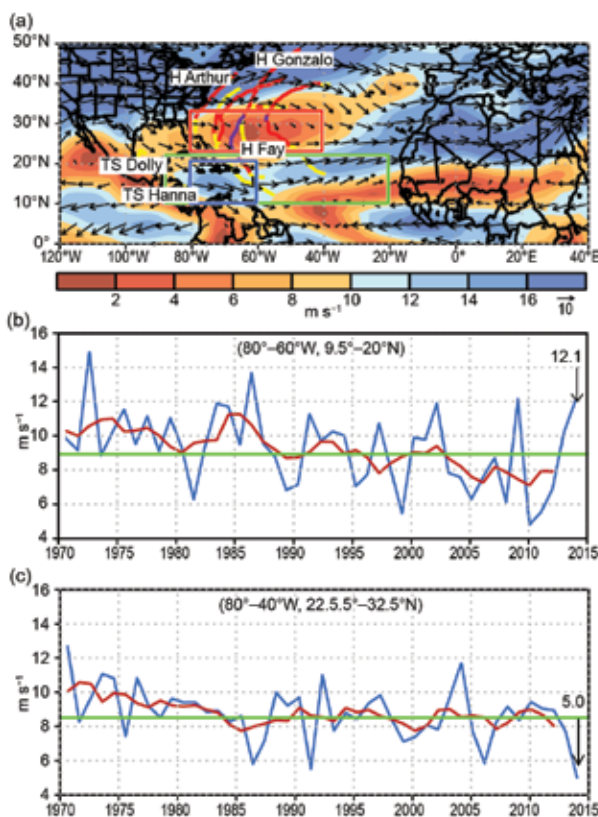 (a)
50°N
H Gonzalo
H Arthur
40°N
30°N
H Fay
20°N
TS Dolly
10°N
TS Hanna
0°
120°W 100°W 80°W 60°W 40°W 20°W 0° 20°E 40°E
2 4 6 8 10 12 14 16 10
m s⁻¹
(b)
16
(80°–60°W, 9.5°–20°N)
12.1
14
12
m s⁻¹
10
8
6
4
1970 1975 1980 1985 1990 1995 2000 2005 2010 2015
(c)
16
(80°–40°W, 22.5.5°–32.5°N)
14
12
m s⁻¹
10
5.0
8
6
4
1970 1975 1980 1985 1990 1995 2000 2005 2010 2015